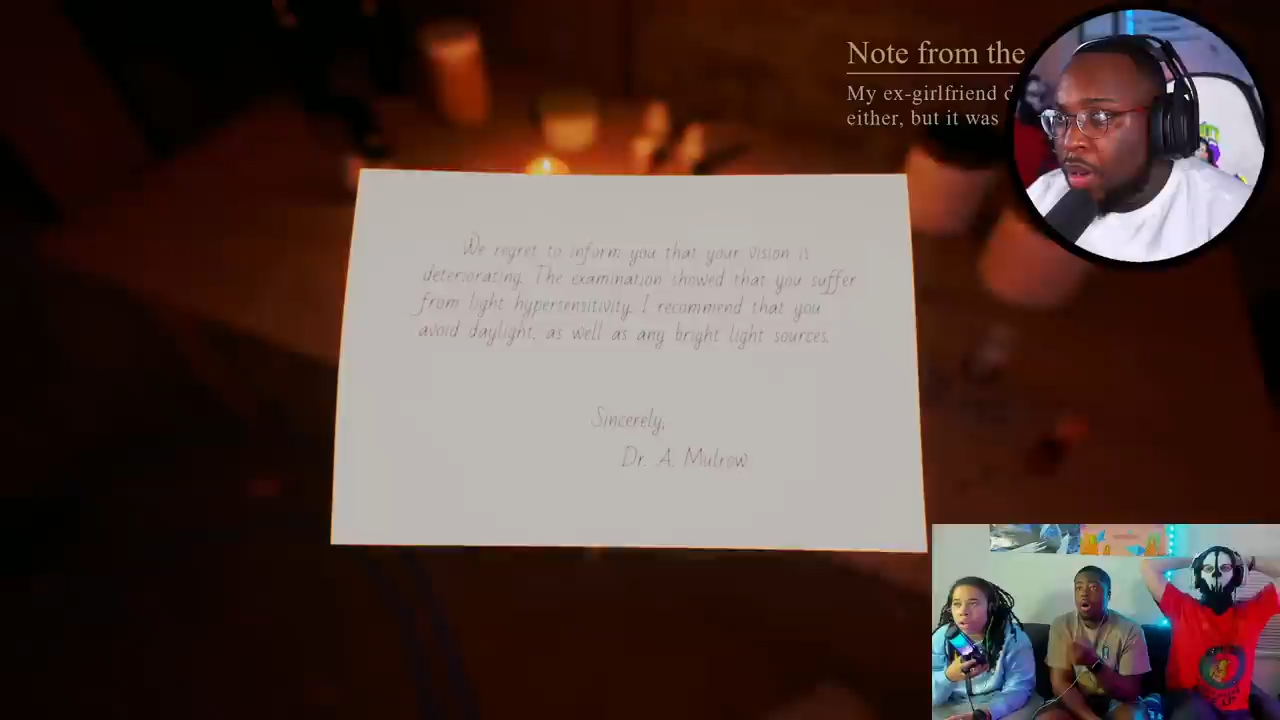 Note from the
My ex-girlfriend
either, but it was
We regret to inform you that your vision is
deteriorating. The examination showed that you suffer
from light hypersensitivity. I recommend that you
avoid daylight, as well as any bright light sources.
Sincerely,
Dr. A. Mulrow